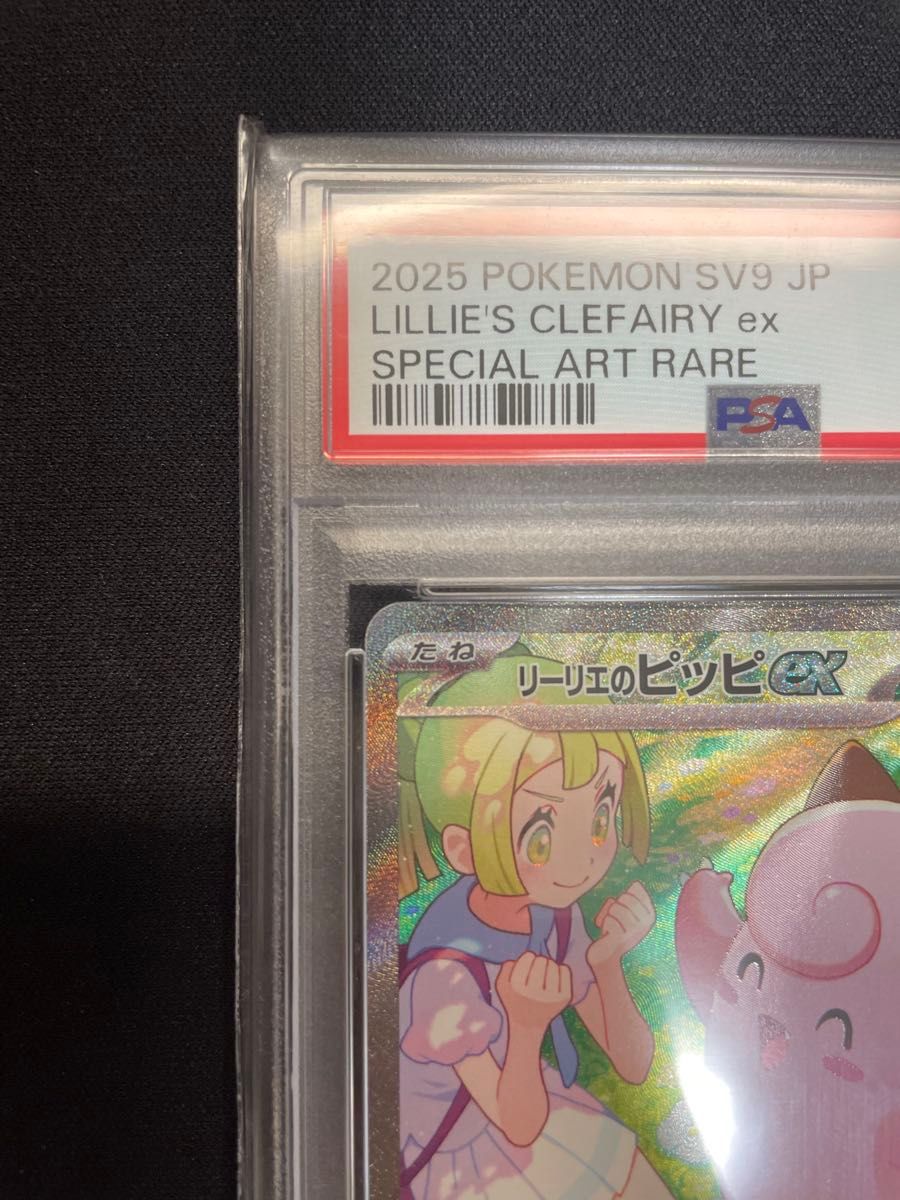 2025 POKEMON SV9 JP
LILLIE'S CLEFAIRY ex
SPECIAL ART RARE
PSA
たね
リーリエのピッピex